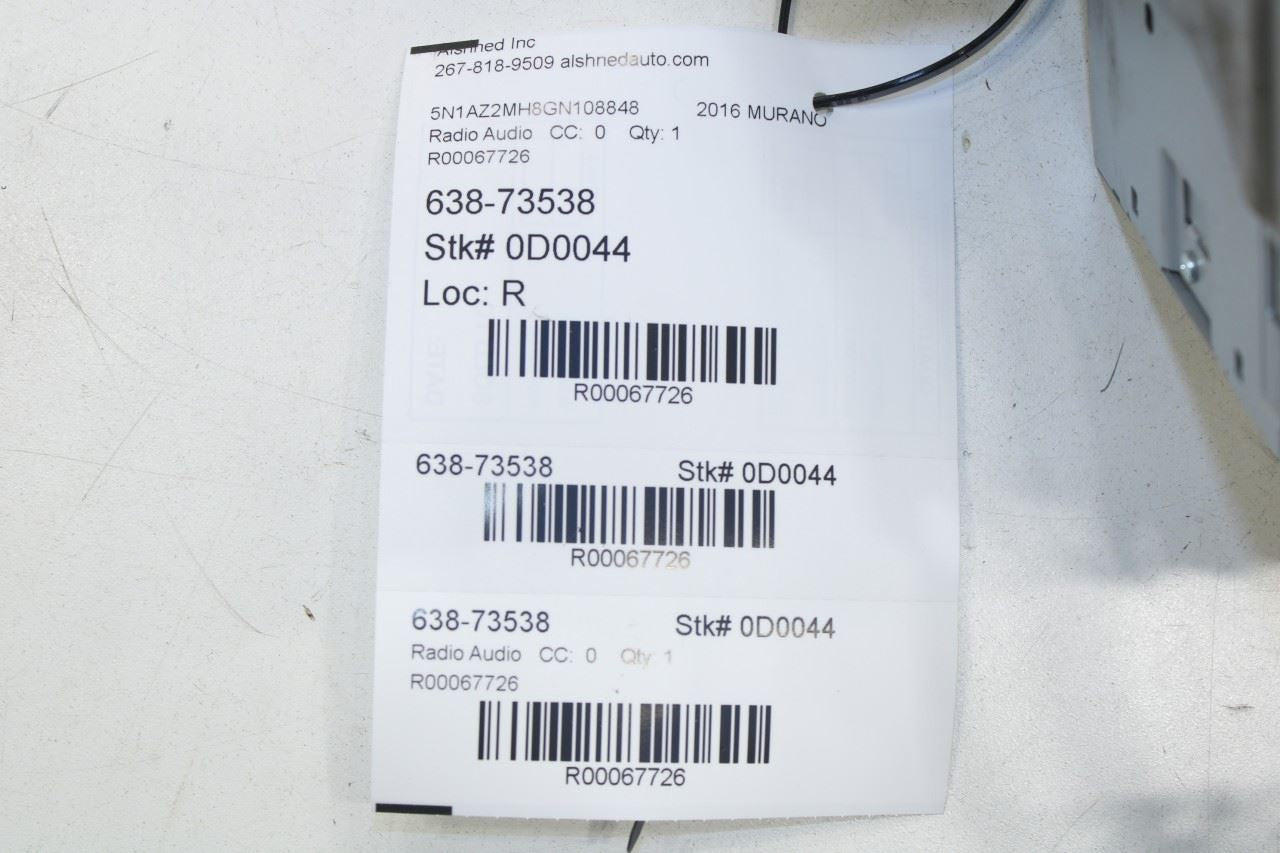 Alshned Inc
267-818-9509 alshnedauto.com
5N1AZ2MH8GN108848 2016 MURANO
Radio Audio CC: 0 Qty: 1
R00067726
638-73538
Stk# 0D0044
Loc: R
R00067726
638-73538 Stk# 0D0044
R00067726
638-73538 Stk# 0D0044
Radio Audio CC: 0 Qty: 1
R00067726
R00067726